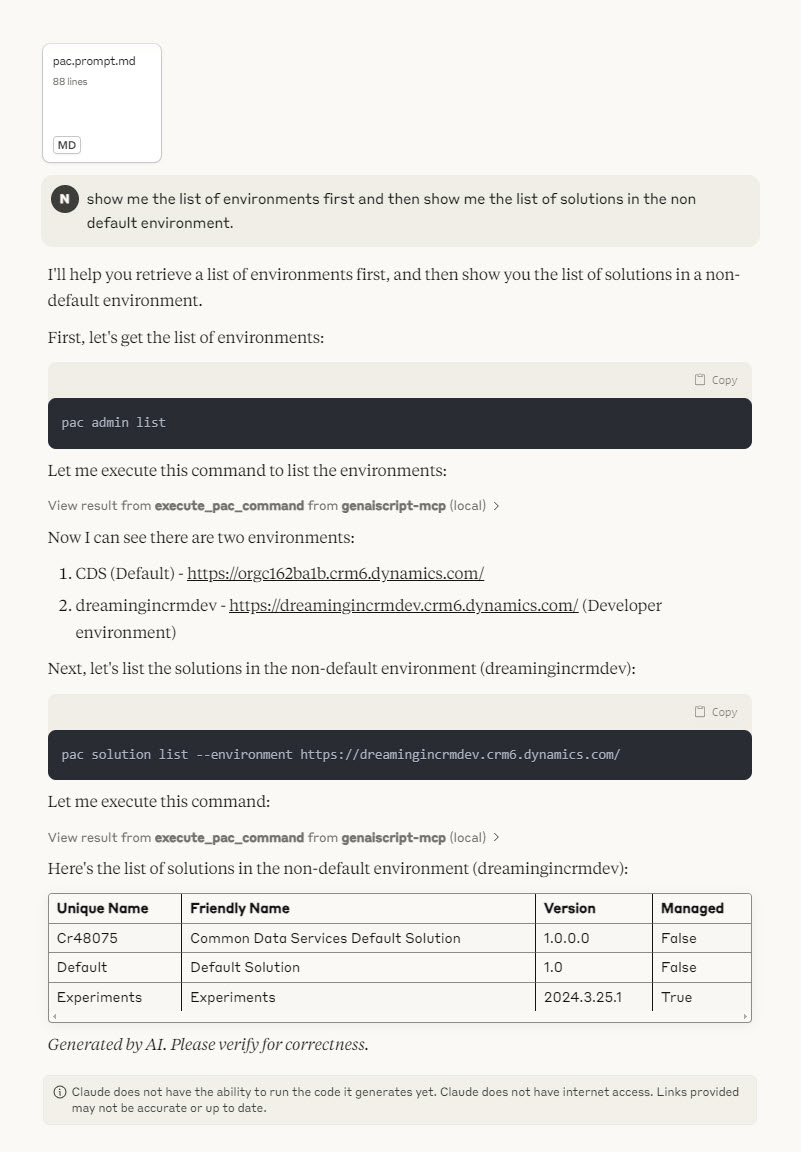 pac.prompt.md
88 lines
MD
N
show me the list of environments first and then show me the list of solutions in the non
default environment.
I'll help you retrieve a list of environments first, and then show you the list of solutions in a non-
default environment.
First, let's get the list of environments:
Copy
pac admin list
Let me execute this command to list the environments:
View result from execute_pac_command from genaiscript-mcp (local)
Now I can see there are two environments:
1. CDS (Default) - https://orgc162ba1b.crm6.dynamics.com/
2. dreamingincrmdev - https://dreamingincrmdev.crm6.dynamics.com/ (Developer
environment)
Next, let's list the solutions in the non-default environment (dreamingincrmdev):
Copy
pac solution list --environment https://dreamingincrmdev.crm6.dynamics.com/
Let me execute this command:
View result from execute_pac_command from genaiscript-mcp (local)
Here's the list of solutions in the non-default environment (dreamingincrmdev):
Unique Name Friendly Name Version Managed
Cr48075 Common Data Services Default Solution 1.0.0.0 False
Default Default Solution 1.0 False
Experiments Experiments 2024.3.25.1 True
Generated by AI. Please verify for correctness.
Claude does not have the ability to run the code it generates yet. Claude does not have internet access. Links provided
may not be accurate or up to date.